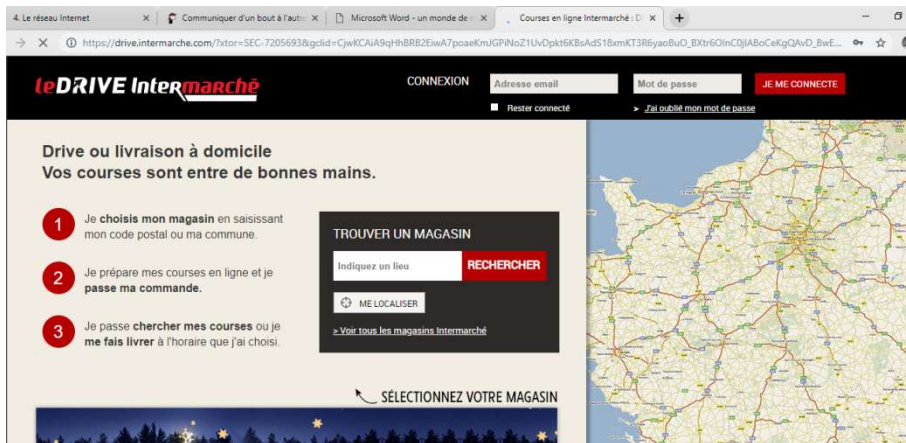 4. Le réseau Internet
Communiquer d'un bout à l'autre
Microsoft Word - un monde de
Courses en ligne Intermarché : D
https://drive.intermarche.com/?xtor=SEC-7205693&gclid=CjwKCAiA9qHhBRB2EiwA7poaeKmJGPiNoZ1UvDpkt6KBsAdS18xmKT3R6yao8uO_BXtr6OlnC0jIABoCeKgQAvD_BwE...
leDRIVE Intermarché
CONNEXION
Adresse email
Mot de passe
JE ME CONNECTE
Rester connecté
> J'ai oublié mon mot de passe
Drive ou livraison à domicile
Vos courses sont entre de bonnes mains.
1
Je choisis mon magasin en saisissant
mon code postal ou ma commune.
2
Je prépare mes courses en ligne et je
passe ma commande.
3
Je passe chercher mes courses ou je
me fais livrer à l'horaire que j'ai choisi.
TROUVER UN MAGASIN
Indiquez un lieu
RECHERCHER
ME LOCALISER
> Voir tous les magasins Intermarché
SÉLECTIONNEZ VOTRE MAGASIN